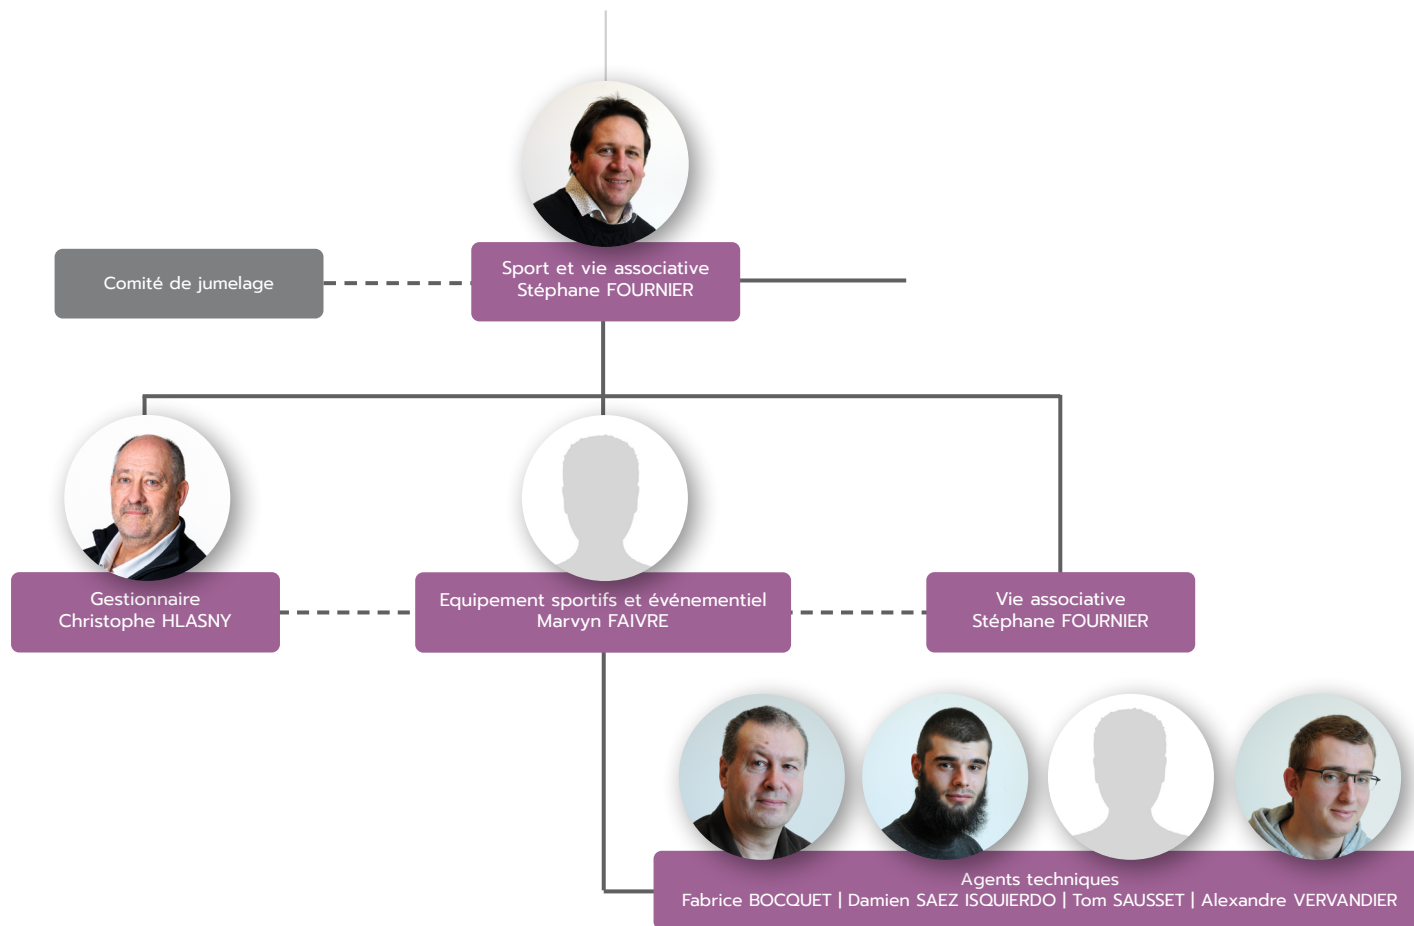 Sport et vie associative
Stéphane FOURNIER
Comité de jumelage
Gestionnaire
Christophe HLASNY
Equipement sportifs et événementiel
Marvyn FAIVRE
Vie associative
Stéphane FOURNIER
Agents techniques
Fabrice BOCQUET | Damien SAEZ ISQUIERDO | Tom SAUSSET | Alexandre VERVANDIER